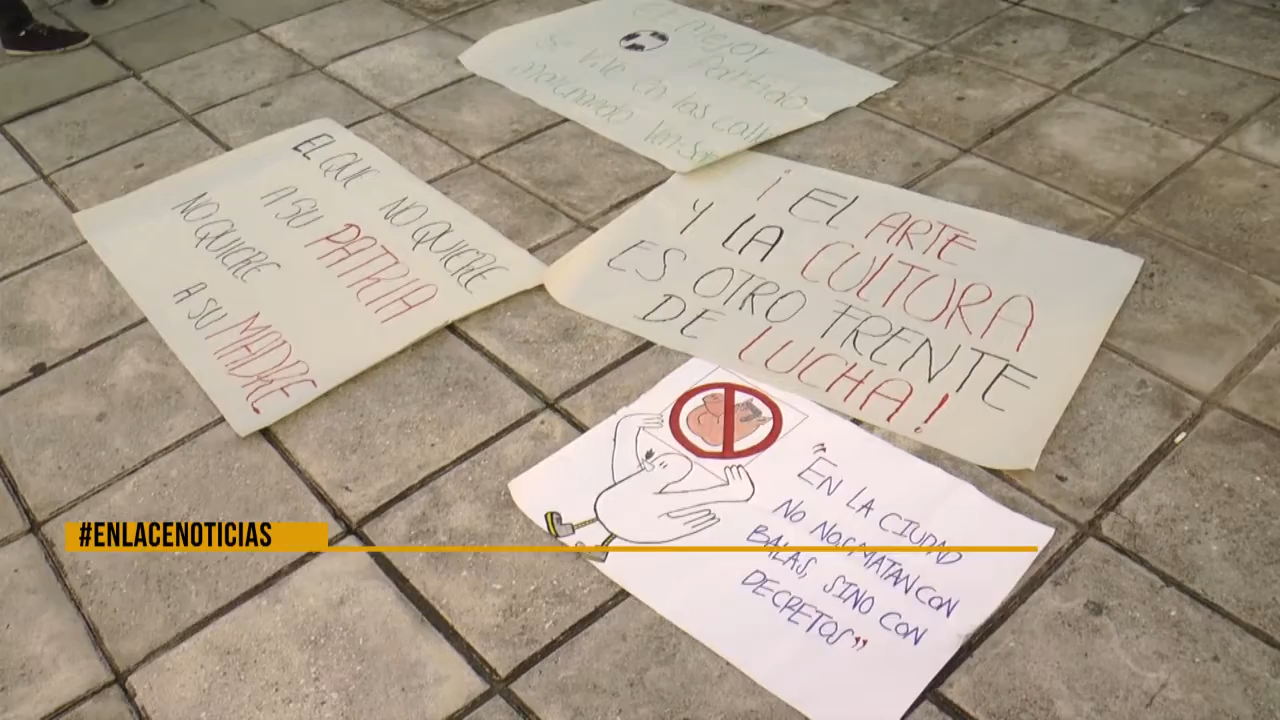 El mejor
Partido
Se vive en las calles
marchando
EL QUE NO QUIERE
A SU PATRIA
NO QUIERE
A SU MADRE.
¡EL ARTE
Y LA CULTURA
ES OTRO FRENTE
DE LUCHA!
"EN LA CIUDAD
NO NOS MATAN CON
BALAS, SINO CON
DECRETOS"
#ENLACENOTICIAS